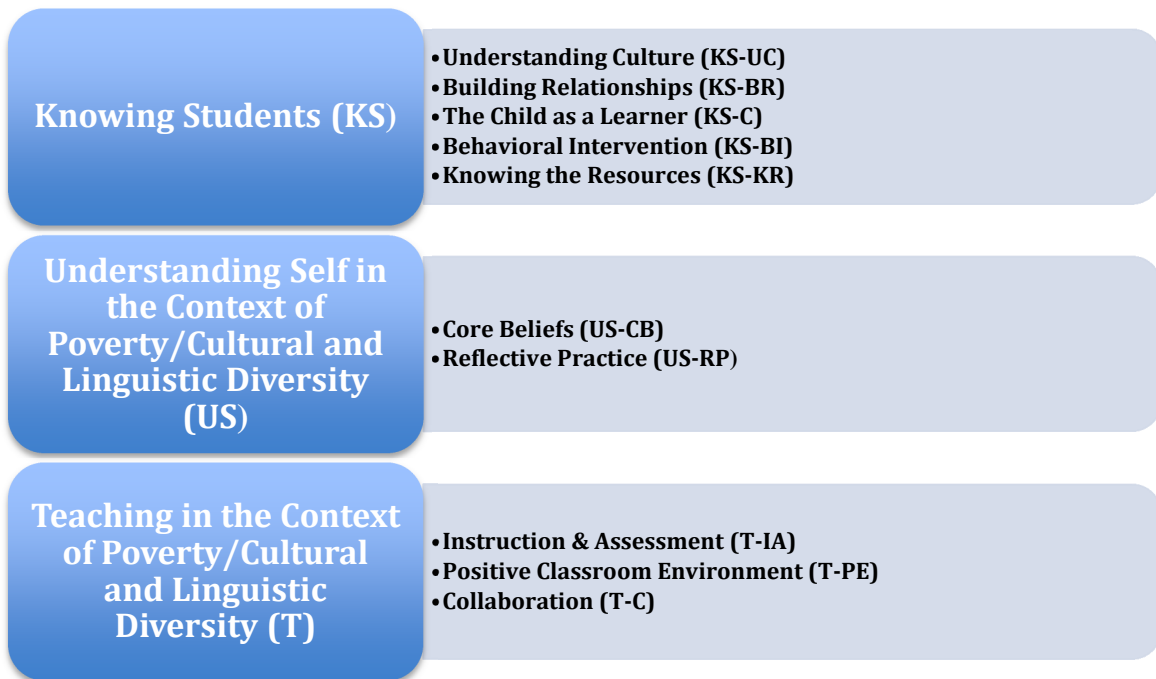 Knowing Students (KS)
•Understanding Culture (KS-UC)
•Building Relationships (KS-BR)
•The Child as a Learner (KS-C)
•Behavioral Intervention (KS-BI)
•Knowing the Resources (KS-KR)
Understanding Self in
the Context of
Poverty/Cultural and
Linguistic Diversity
(US)
•Core Beliefs (US-CB)
•Reflective Practice (US-RP)
Teaching in the Context
of Poverty/Cultural
and Linguistic
Diversity (T)
•Instruction & Assessment (T-IA)
•Positive Classroom Environment (T-PE)
•Collaboration (T-C)